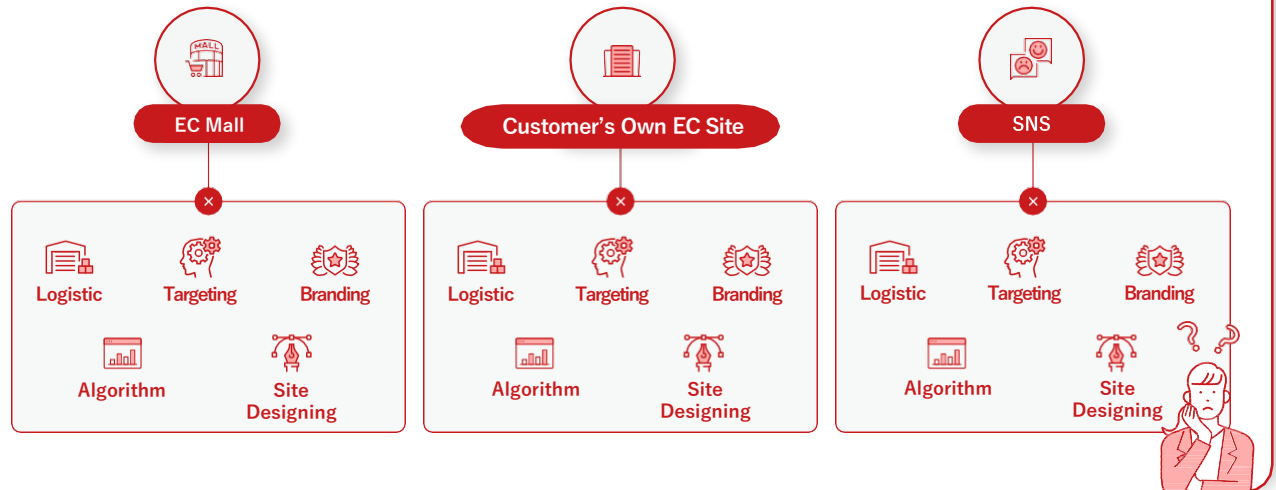 MALL
EC Mall
Customer's Own EC Site
SNS
Logistic
Targeting
Branding
Algorithm
Site
Designing
Logistic
Targeting
Branding
Algorithm
Site
Designing
Logistic
Targeting
Branding
Algorithm
Site
Designing
? ?